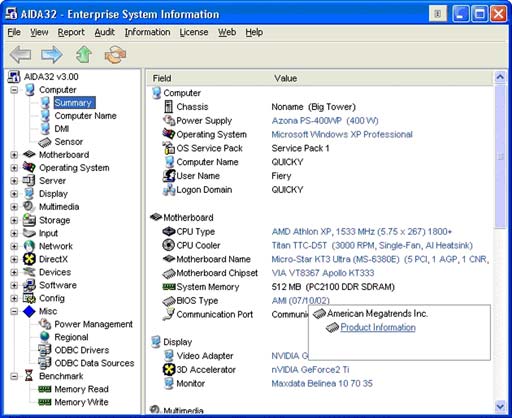 AIDA32 - Enterprise System Information
File View Report Audit Information License Web Help
AIDA32 v3.00
Computer
Summary
Computer Name
DMI
Sensor
Motherboard
Operating System
Server
Display
Multimedia
Storage
Input
Network
DirectX
Devices
Software
Config
Misc
Power Management
Regional
ODBC Drivers
ODBC Data Sources
Benchmark
Memory Read
Memory Write
Field Value
Computer
Chassis Noname (Big Tower)
Power Supply Azona PS-400WP (400 W)
Operating System Microsoft Windows XP Professional
OS Service Pack Service Pack 1
Computer Name QUICKY
User Name Fiery
Logon Domain QUICKY
Motherboard
CPU Type AMD Athlon XP, 1533 MHz (5.75 x 267) 1800+
CPU Cooler Titan TTC-D5T (3000 RPM, Single-Fan, Al Heatsink)
Motherboard Name Micro-Star KT3 Ultra (MS-6380E) (5 PCI, 1 AGP, 1 CNR,
Motherboard Chipset VIA VT8367 Apollo KT333
System Memory 512 MB (PC2100 DDR SDRAM)
BIOS Type AMI (07/10/02)
Communication Port Communic
American Megatrends Inc.
Product Information
Display
Video Adapter NVIDIA G
3D Accelerator nVIDIA GeForce2 Ti
Monitor Maxdata Belinea 10 70 35
Multimedia